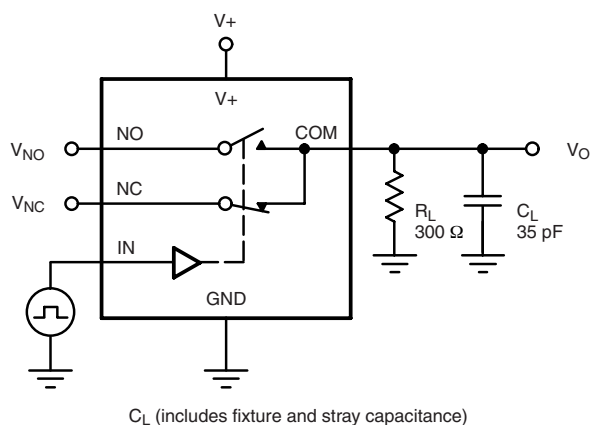 V+
V+
NO
COM
V_NO
V_O
NC
V_NC
R_L
300 Ω
C_L
35 pF
IN
GND
C_L (includes fixture and stray capacitance)